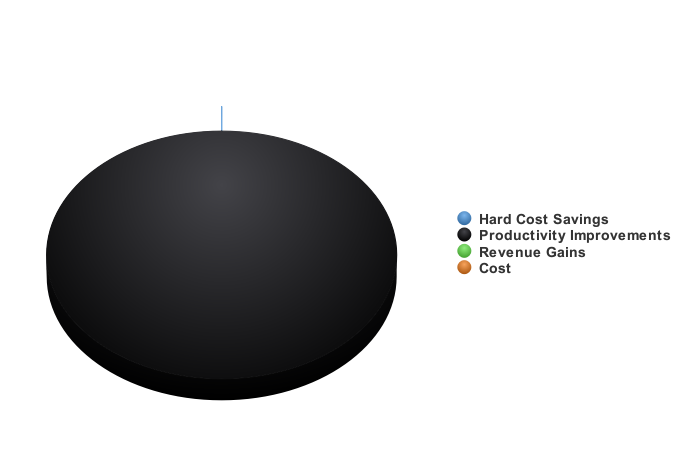 Hard Cost Savings
Productivity Improvements
Revenue Gains
Cost